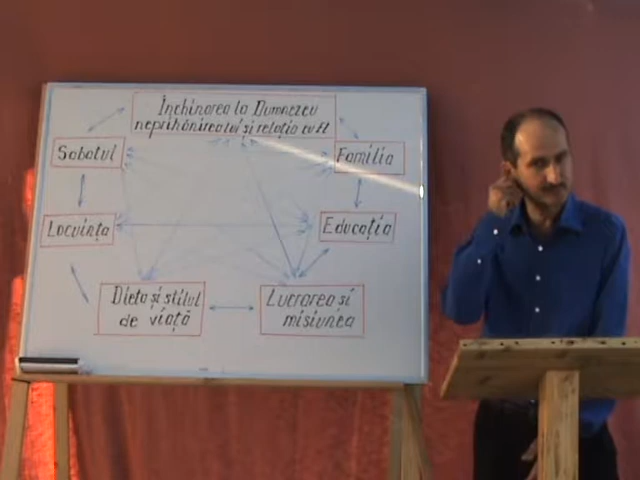 Închinarea la Dumnezeu
neprihănirea lui și relația cu El
Sabatul
Familia
Locuința
Educația
Dieta și stilul
de viață
Lucrarea si
misiunea